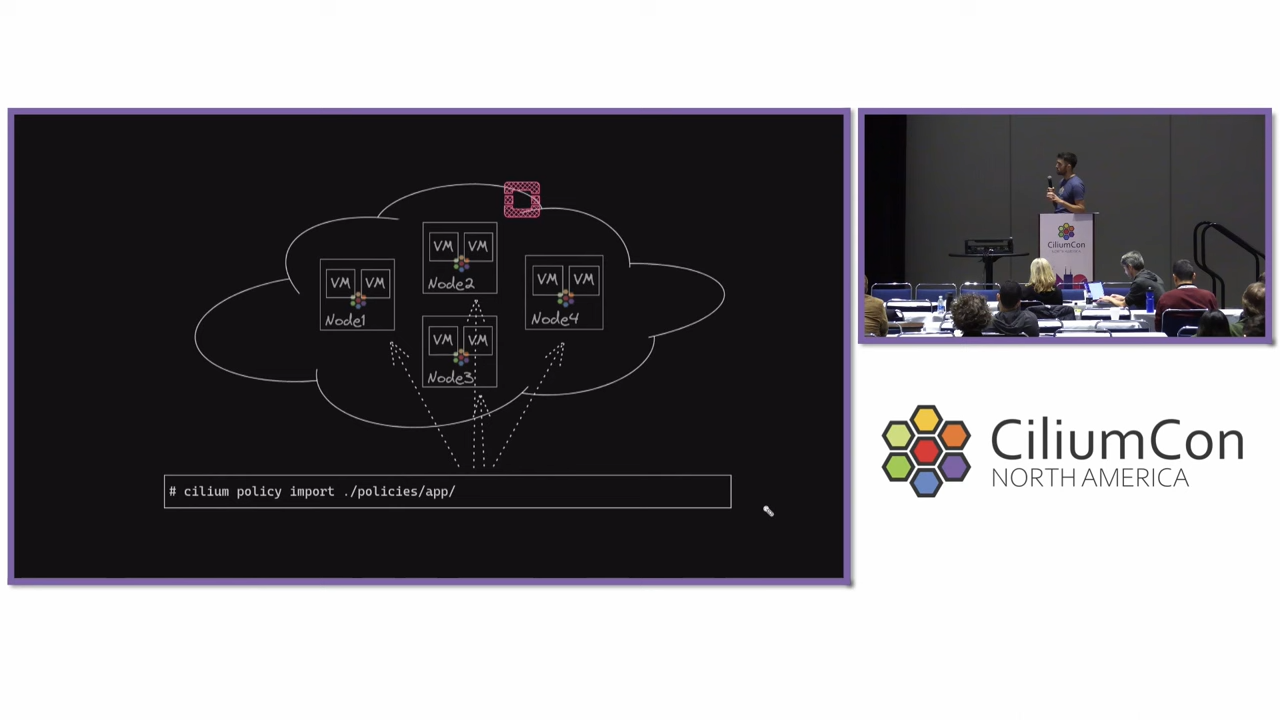 VM VM
Node2
VM VM
Node1
VM VM
Node4
VM VM
Node3
# cilium policy import ./policies/app/
CiliumCon
CiliumCon
NORTH AMERICA